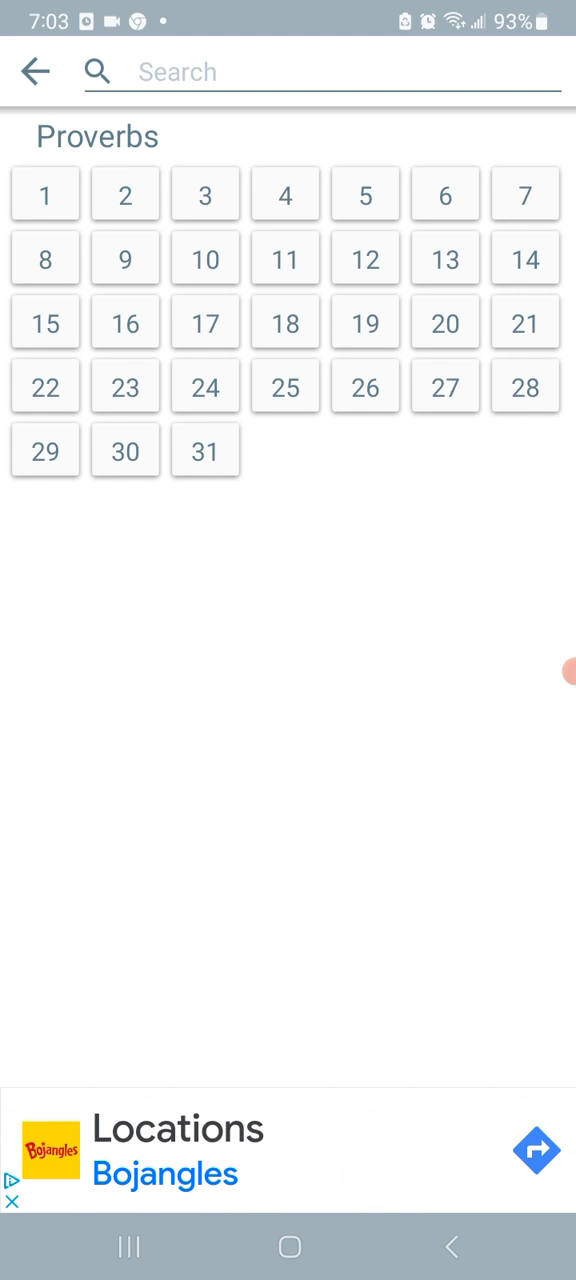 7:03 93%
Search
Proverbs
1 2 3 4 5 6 7
8 9 10 11 12 13 14
15 16 17 18 19 20 21
22 23 24 25 26 27 28
29 30 31
Bojangles
Locations
Bojangles